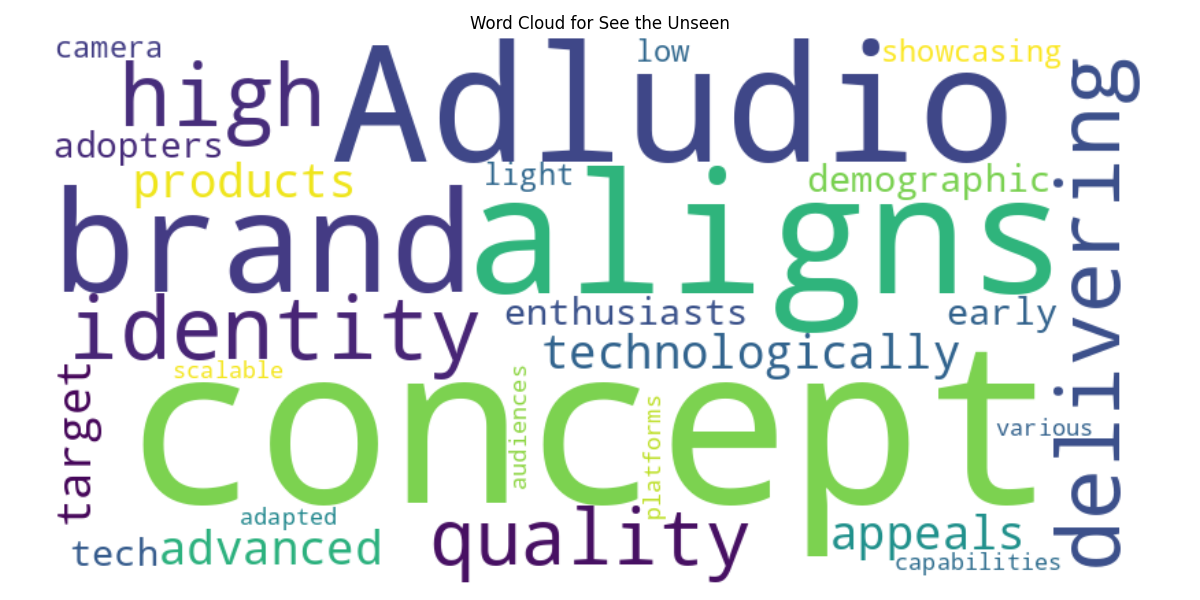 Word Cloud for See the Unseen
camera
low
showcasing
high
Adludio
delivering
adopters
products
light
demographic
brand
aligns
identity
enthusiasts
early
technologically
scalable
target
concept
audiences
platforms
various
adapted
quality
appeals
tech
advanced
capabilities